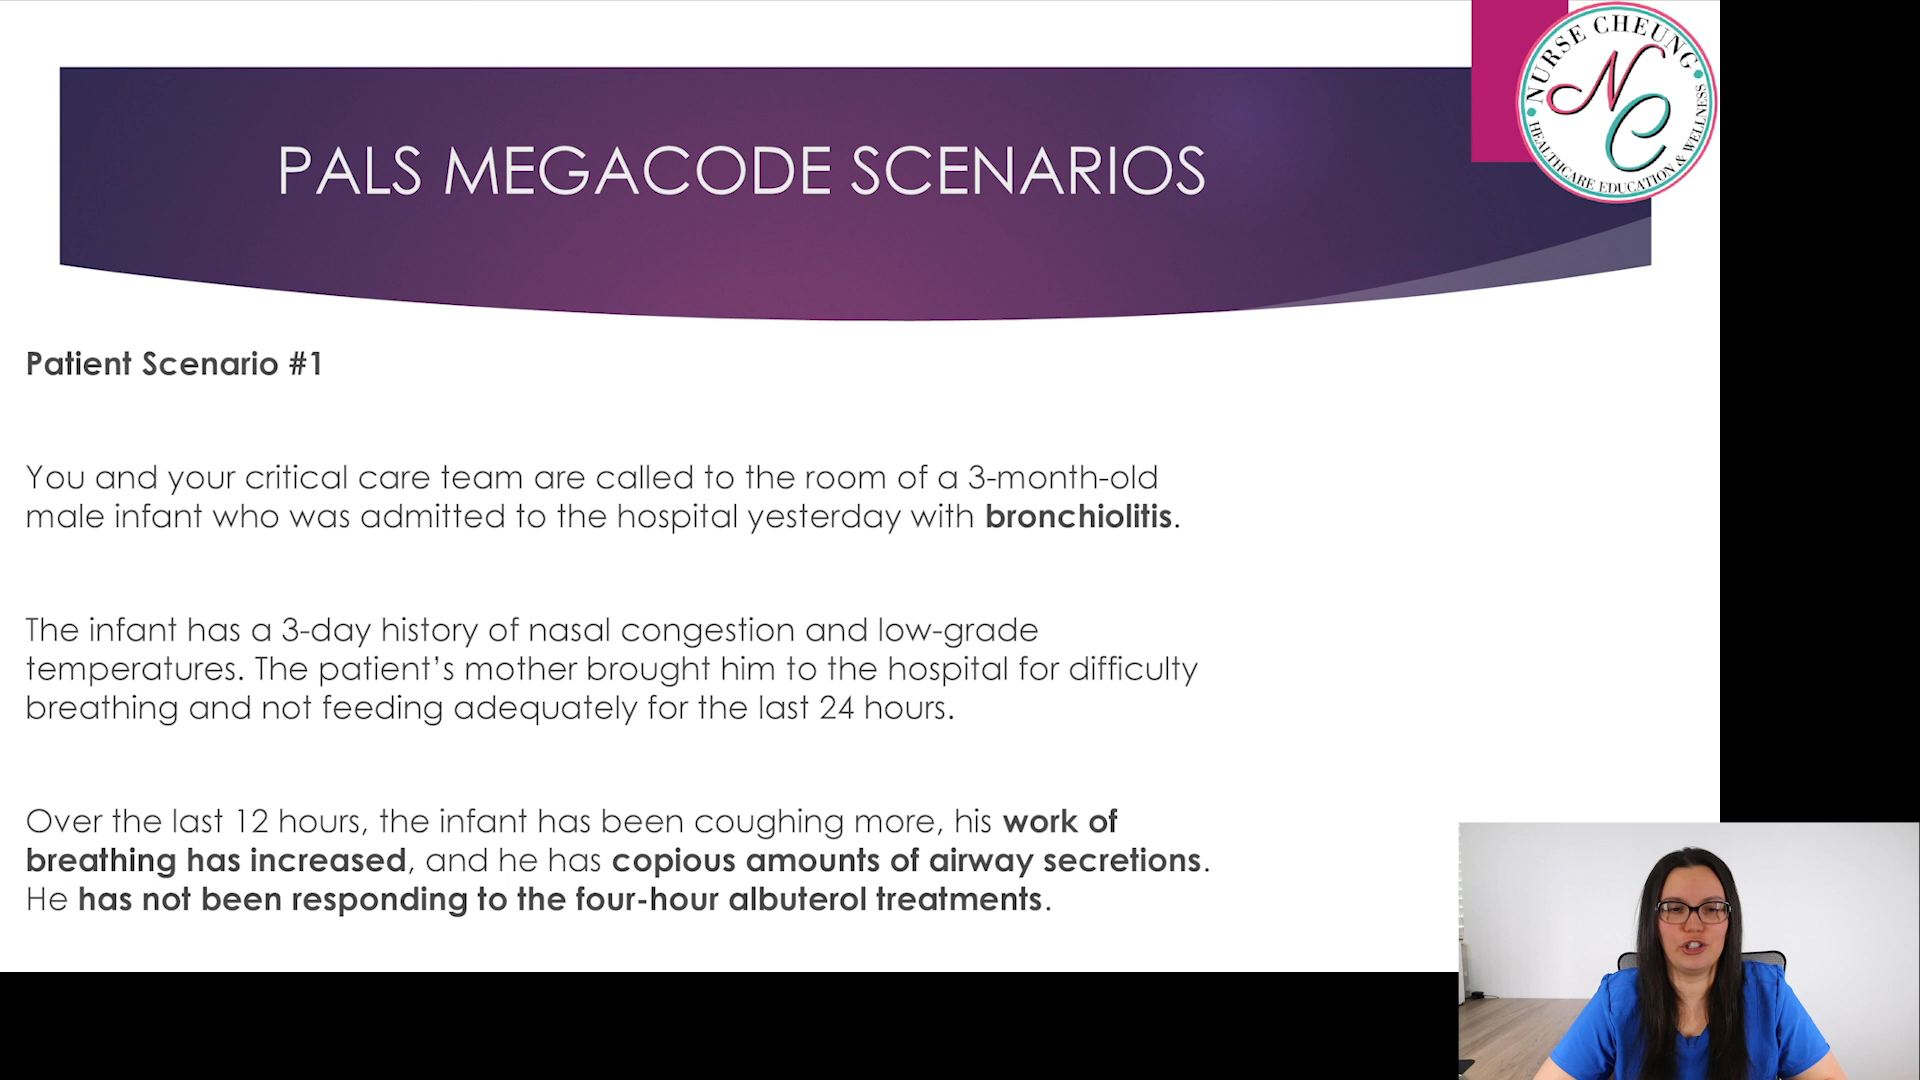 PALS MEGACODE SCENARIOS
NURSE CHEUNG
NC
HEALTHCARE EDUCATION & WELLNESS
Patient Scenario #1
You and your critical care team are called to the room of a 3-month-old
male infant who was admitted to the hospital yesterday with bronchiolitis.
The infant has a 3-day history of nasal congestion and low-grade
temperatures. The patient’s mother brought him to the hospital for difficulty
breathing and not feeding adequately for the last 24 hours.
Over the last 12 hours, the infant has been coughing more, his work of
breathing has increased, and he has copious amounts of airway secretions.
He has not been responding to the four-hour albuterol treatments.